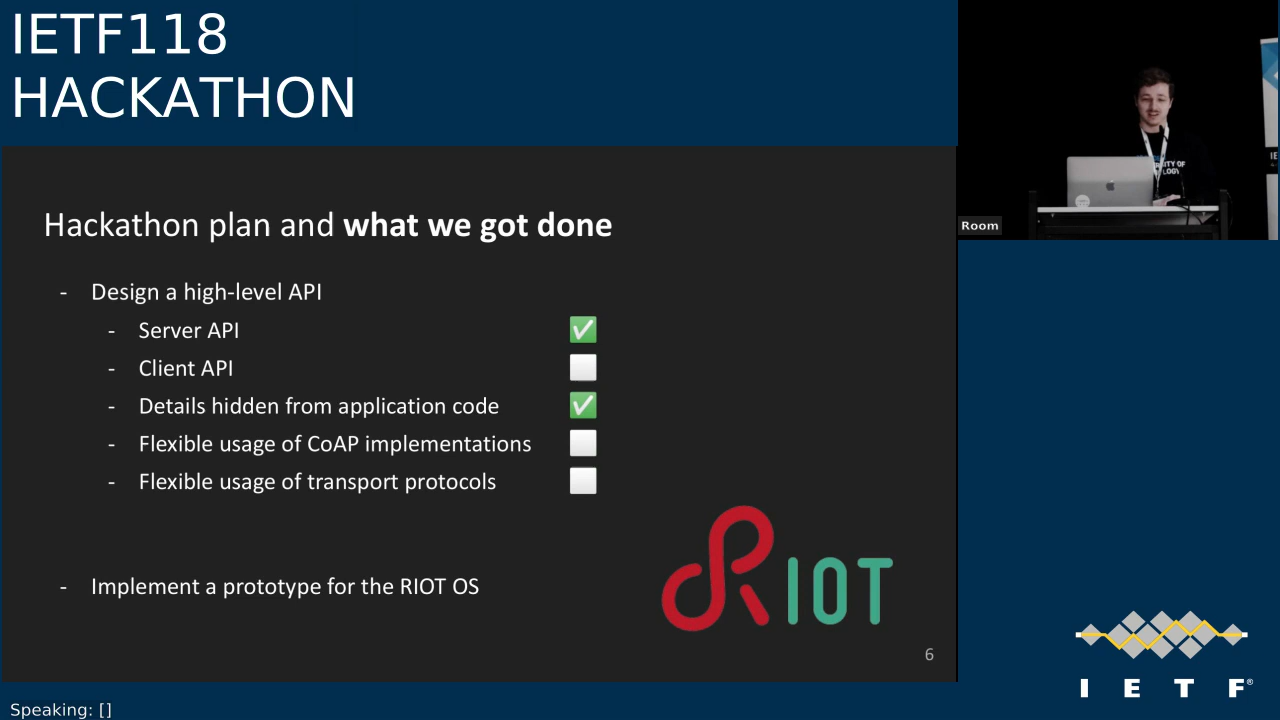 IETF118
HACKATHON
Hackathon plan and what we got done
- Design a high-level API
- Server API ✅
- Client API ⬜
- Details hidden from application code ✅
- Flexible usage of CoAP implementations ⬜
- Flexible usage of transport protocols ⬜
- Implement a prototype for the RIOT OS
RIOT
6
Room
IETF®
Speaking: []